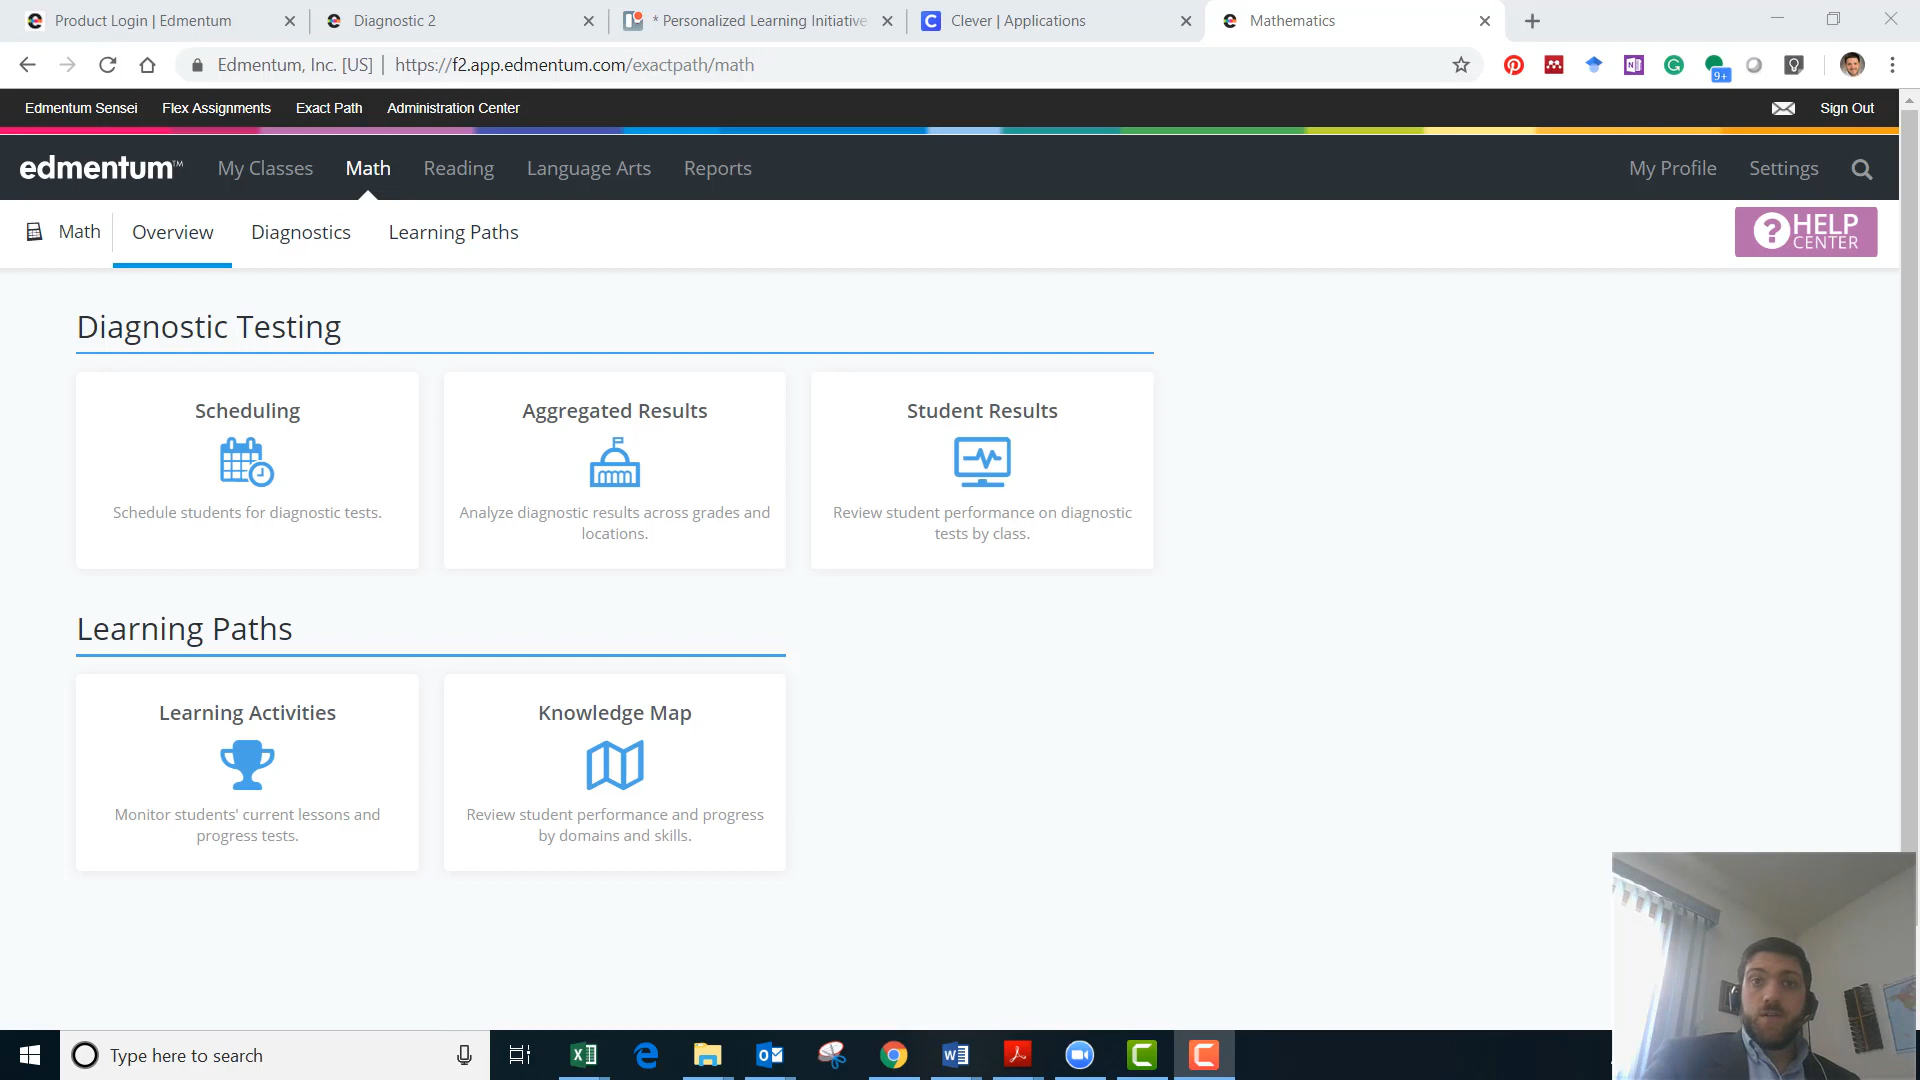 Product Login | Edmentum
Diagnostic 2
* Personalized Learning Initiative
Clever | Applications
Mathematics
Edmentum, Inc. [US] | https://f2.app.edmentum.com/exactpath/math
9+
Edmentum Sensei Flex Assignments Exact Path Administration Center Sign Out
edmentum™ My Classes Math Reading Language Arts Reports My Profile Settings
Math Overview Diagnostics Learning Paths
? HELP
CENTER
Diagnostic Testing
Scheduling
Schedule students for diagnostic tests.
Aggregated Results
Analyze diagnostic results across grades and
locations.
Student Results
Review student performance on diagnostic
tests by class.
Learning Paths
Learning Activities
Monitor students' current lessons and
progress tests.
Knowledge Map
Review student performance and progress
by domains and skills.
Type here to search